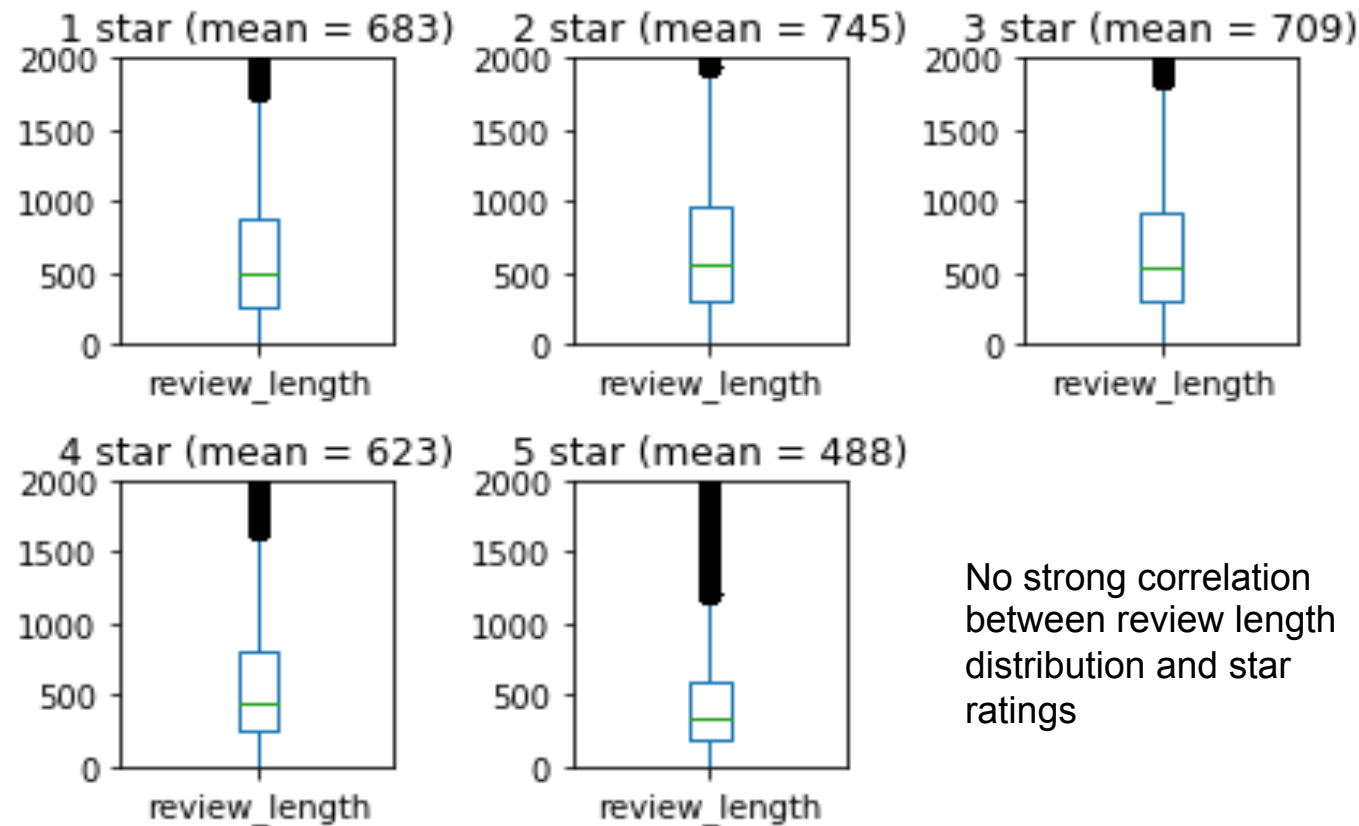 1 star (mean = 683)
2000
1500
1000
500
0
review_length
2 star (mean = 745)
2000
1500
1000
500
0
review_length
3 star (mean = 709)
2000
1500
1000
500
0
review_length
4 star (mean = 623)
2000
1500
1000
500
0
review_length
5 star (mean = 488)
2000
1500
1000
500
0
review_length
No strong correlation
between review length
distribution and star
ratings